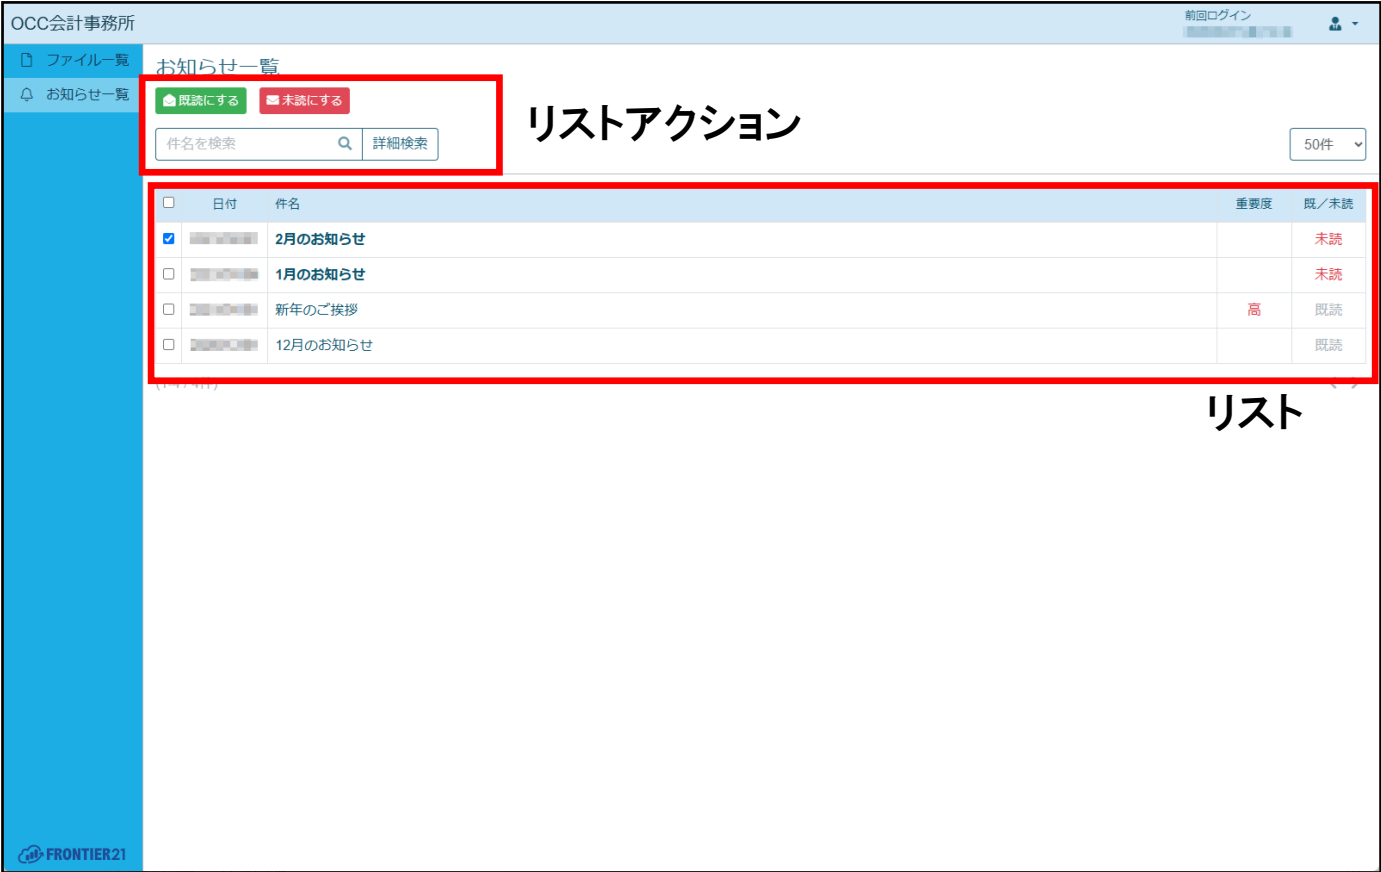 OCC会計事務所
前回ログイン
ファイル一覧
お知らせ一覧
お知らせ一覧
既読にする 未読にする
リストアクション
件名を検索 詳細検索
50件
日付 件名 重要度 既／未読
2月のお知らせ 未読
1月のお知らせ 未読
新年のご挨拶 高 既読
12月のお知らせ 既読
リスト
FRONTIER21